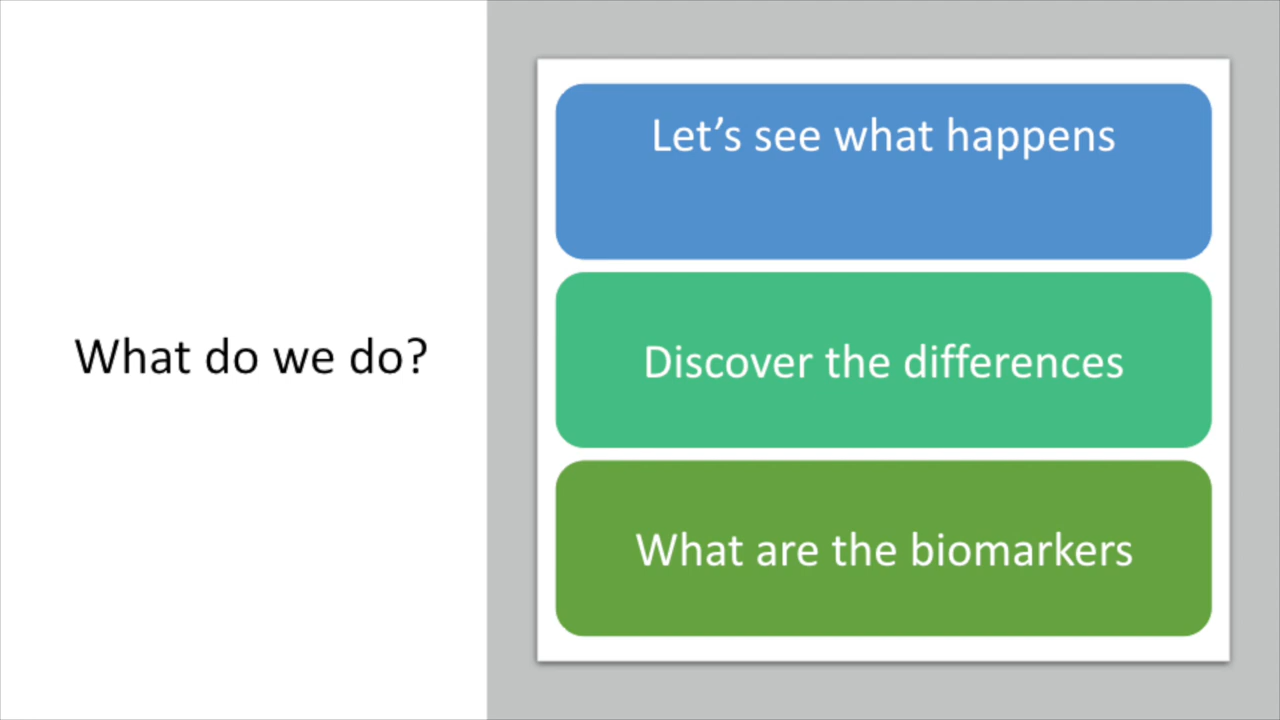 What do we do?
Let’s see what happens
Discover the differences
What are the biomarkers